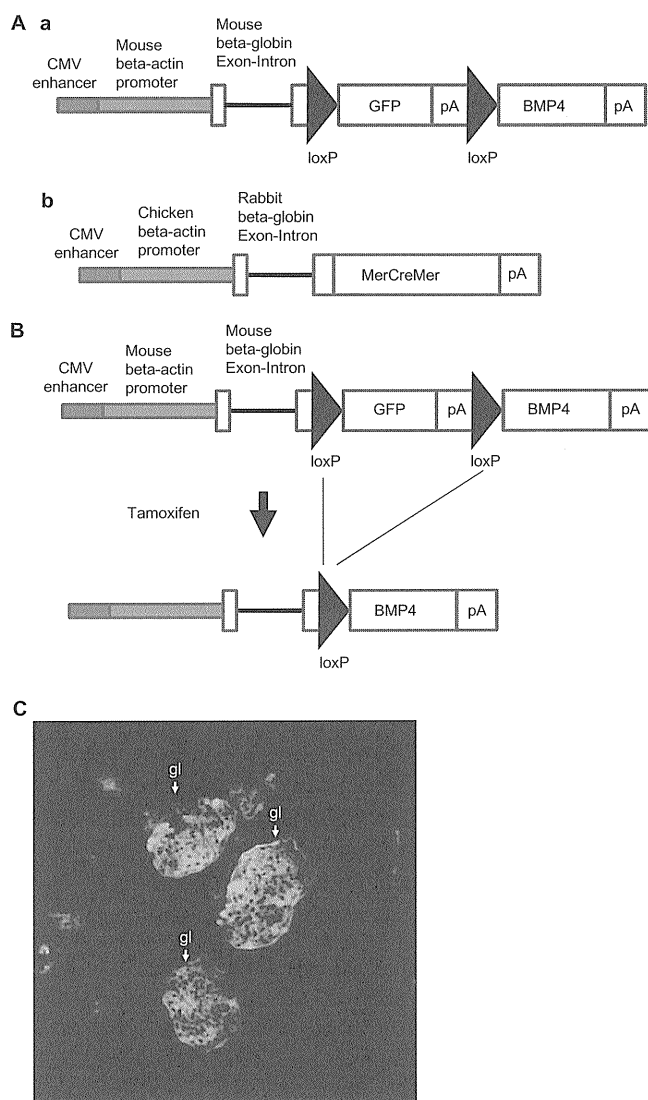 A a
Mouse
beta-globin
Exon-Intron
CMV
enhancer
Mouse
beta-actin
promoter
GFP
pA
BMP4
pA
loxP
loxP
b
Rabbit
beta-globin
Exon-Intron
CMV
enhancer
Chicken
beta-actin
promoter
MerCreMer
pA
B
Mouse
beta-globin
Exon-Intron
CMV
enhancer
Mouse
beta-actin
promoter
GFP
pA
BMP4
pA
loxP
loxP
Tamoxifen
BMP4
pA
loxP
C
gl
gl
gl